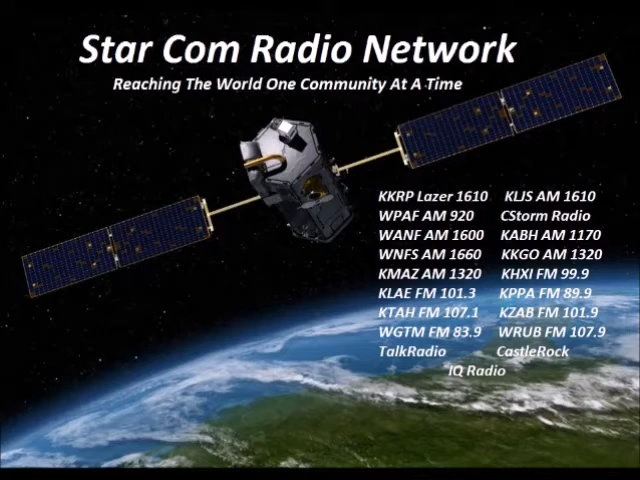 Star Com Radio Network
Reaching The World One Community At A Time
KKRP Lazer 1610 KLJS AM 1610
WPAF AM 920 CStorm Radio
WANF AM 1600 KABH AM 1170
WNFS AM 1660 KKGO AM 1320
KMAZ AM 1320 KHXI FM 99.9
KLAE FM 101.3 KPPA FM 89.9
KTAH FM 107.1 KZAB FM 101.9
WGTM FM 83.9 WRUB FM 107.9
TalkRadio CastleRock
IQ Radio